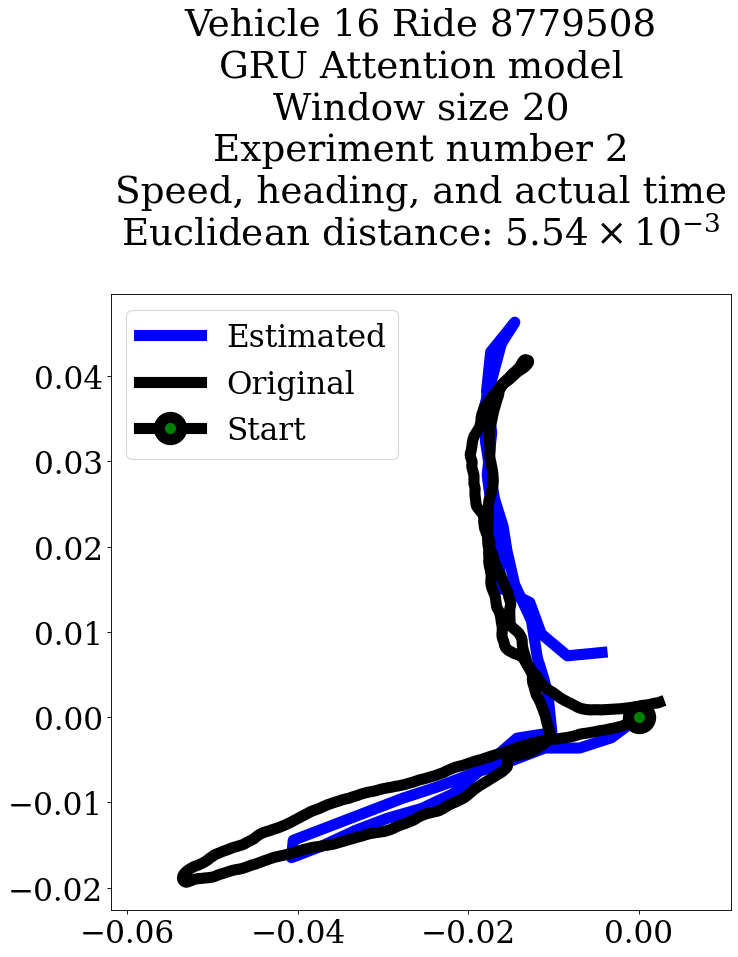 Vehicle 16 Ride 8779508
GRU Attention model
Window size 20
Experiment number 2
Speed, heading, and actual time
Euclidean distance: 5.54 × 10⁻³
Estimated
Original
Start
0.04
0.03
0.02
0.01
0.00
−0.01
−0.02
−0.06
−0.04
−0.02
0.00